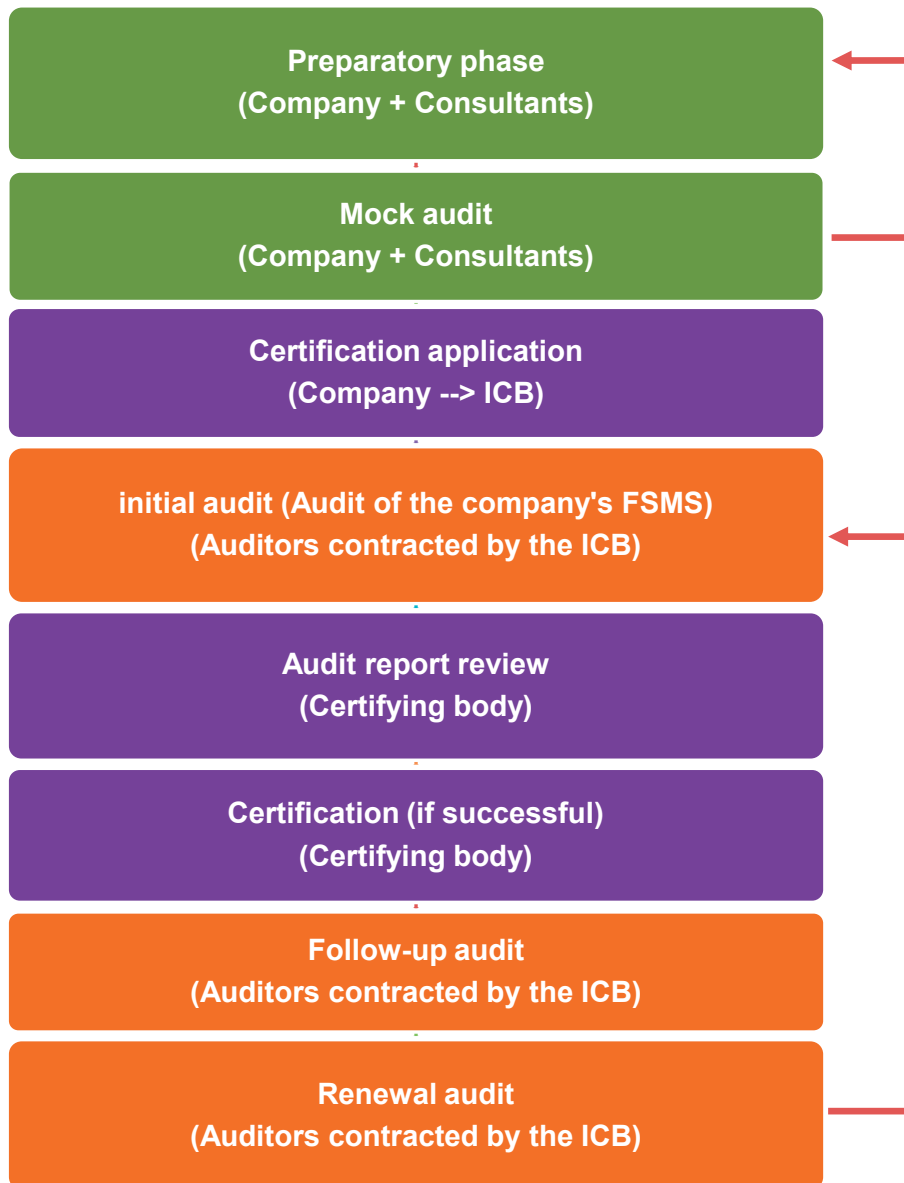 Preparatory phase
(Company + Consultants)
Mock audit
(Company + Consultants)
Certification application
(Company --> ICB)
initial audit (Audit of the company's FSMS)
(Auditors contracted by the ICB)
Audit report review
(Certifying body)
Certification (if successful)
(Certifying body)
Follow-up audit
(Auditors contracted by the ICB)
Renewal audit
(Auditors contracted by the ICB)